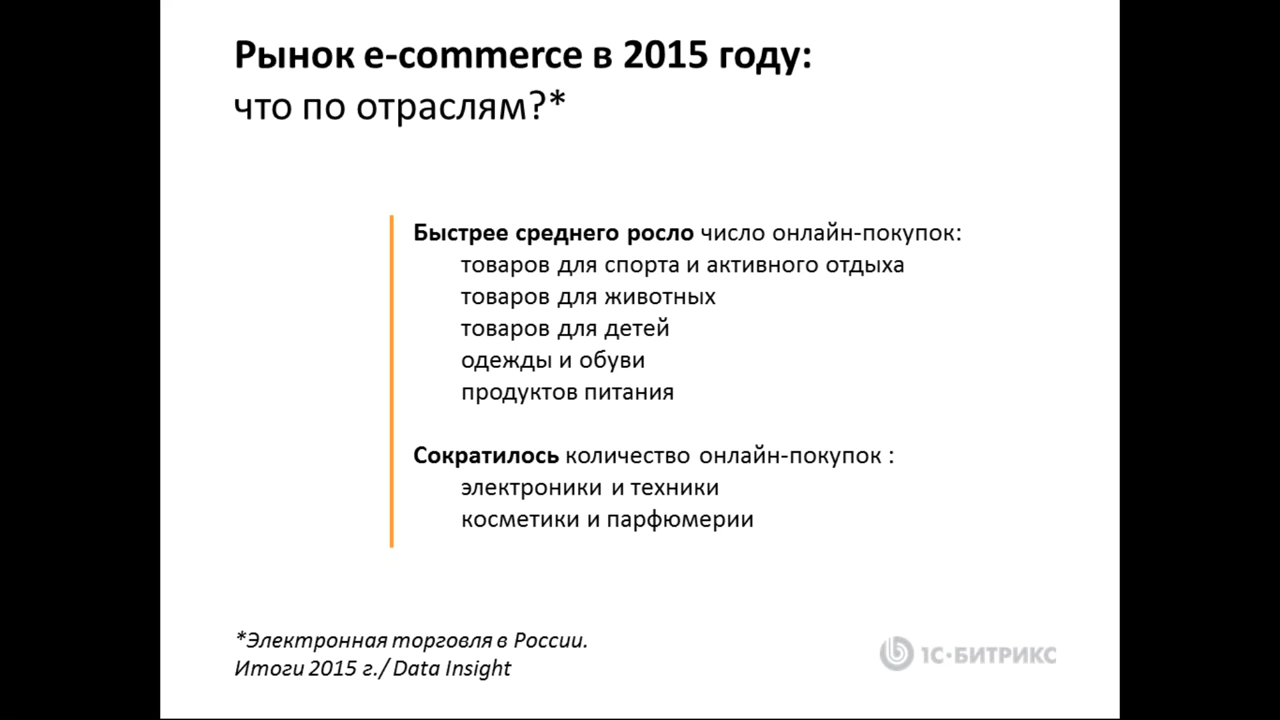 Рынок e-commerce в 2015 году:
что по отраслям?*
Быстрее среднего росло число онлайн-покупок:
товаров для спорта и активного отдыха
товаров для животных
товаров для детей
одежды и обуви
продуктов питания
Сократилось количество онлайн-покупок :
электроники и техники
косметики и парфюмерии
*Электронная торговля в России.
Итоги 2015 г./ Data Insight
1С-БИТРИКС